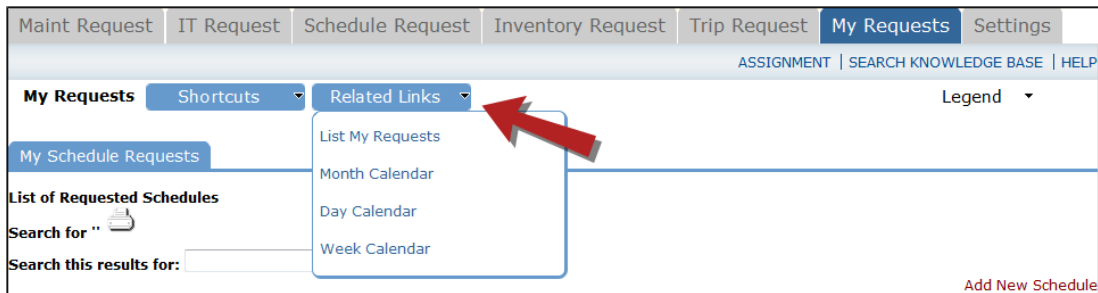 Maint Request IT Request Schedule Request Inventory Request Trip Request My Requests Settings
ASSIGNMENT | SEARCH KNOWLEDGE BASE | HELP
My Requests Shortcuts Related Links Legend
List My Requests
My Schedule Requests
Month Calendar
List of Requested Schedules
Day Calendar
Search for "
Week Calendar
Search this results for:
Add New Schedule